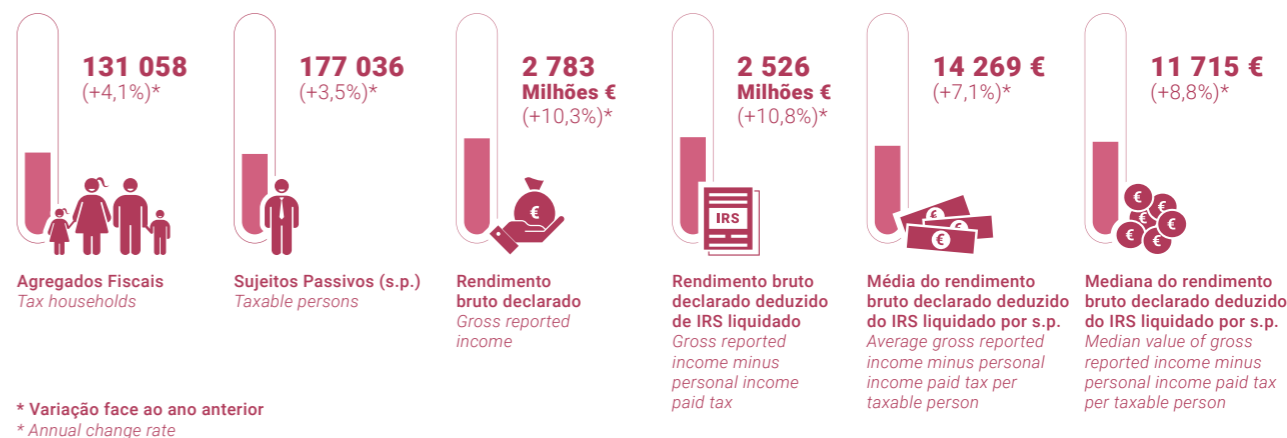 131 058
(+4,1%)*
Agregados Fiscais
Tax households
177 036
(+3,5%)*
Sujeitos Passivos (s.p.)
Taxable persons
2 783
Milhões €
(+10,3%)*
€
Rendimento
bruto declarado
Gross reported
income
2 526
Milhões €
(+10,8%)*
IRS
Rendimento bruto
declarado deduzido
de IRS liquidado
Gross reported
income minus
personal income
paid tax
14 269 €
(+7,1%)*
€
€
€
Média do rendimento
bruto declarado deduzido
do IRS liquidado por s.p.
Average gross reported
income minus personal
income paid tax per
taxable person
11 715 €
(+8,8%)*
€
€
€
€
€
€
Mediana do rendimento
bruto declarado deduzido
do IRS liquidado por s.p.
Median value of gross
reported income minus
personal income paid tax
per taxable person
* Variação face ao ano anterior
* Annual change rate